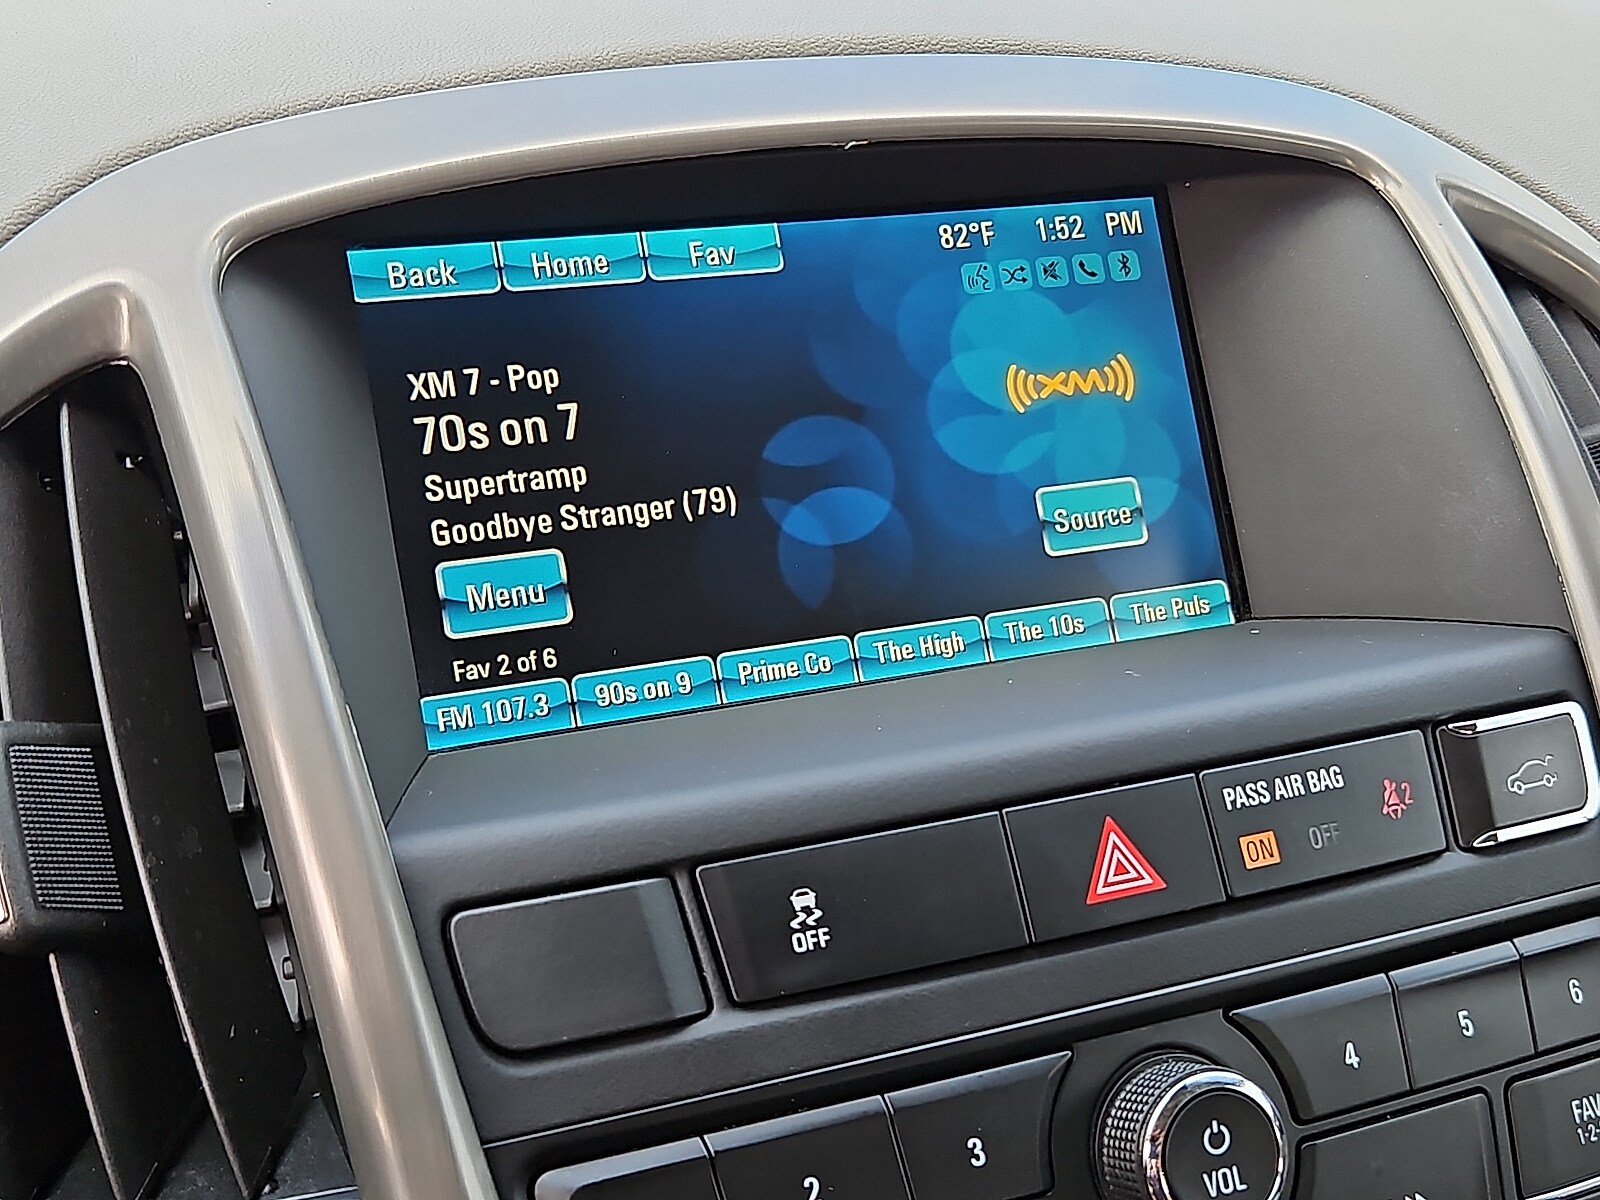 Back Home Fav 82°F 1:52 PM
XM 7 - Pop
70s on 7
Supertramp
Goodbye Stranger (79)
((XM))
Source
Menu
Fav 2 of 6
FM 107.3 90s on 9 Prime Co The High The 10s The Puls
OFF
PASS AIR BAG
ON OFF 2
2 3 4 5 6
VOL
FAV